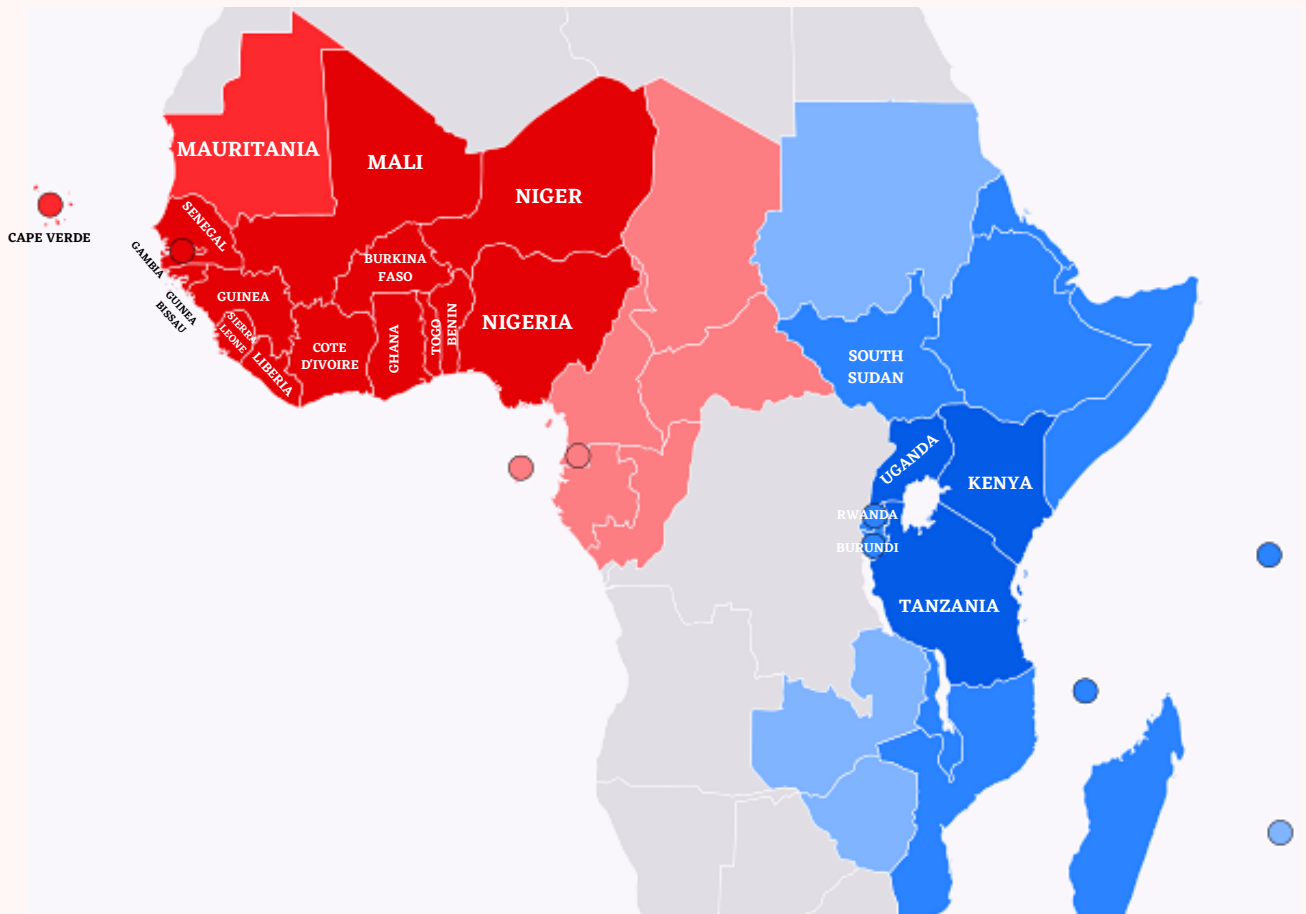 MAURITANIA
MALI
NIGER
CAPE VERDE
SENEGAL
GAMBIA
BURKINA
FASO
GUINEA
BISSAU
GUINEA
SIERRA
LEONE
LIBERIA
COTE
D'IVOIRE
GHANA
TOGO
BENIN
NIGERIA
SOUTH
SUDAN
UGANDA
KENYA
RWANDA
BURUNDI
TANZANIA